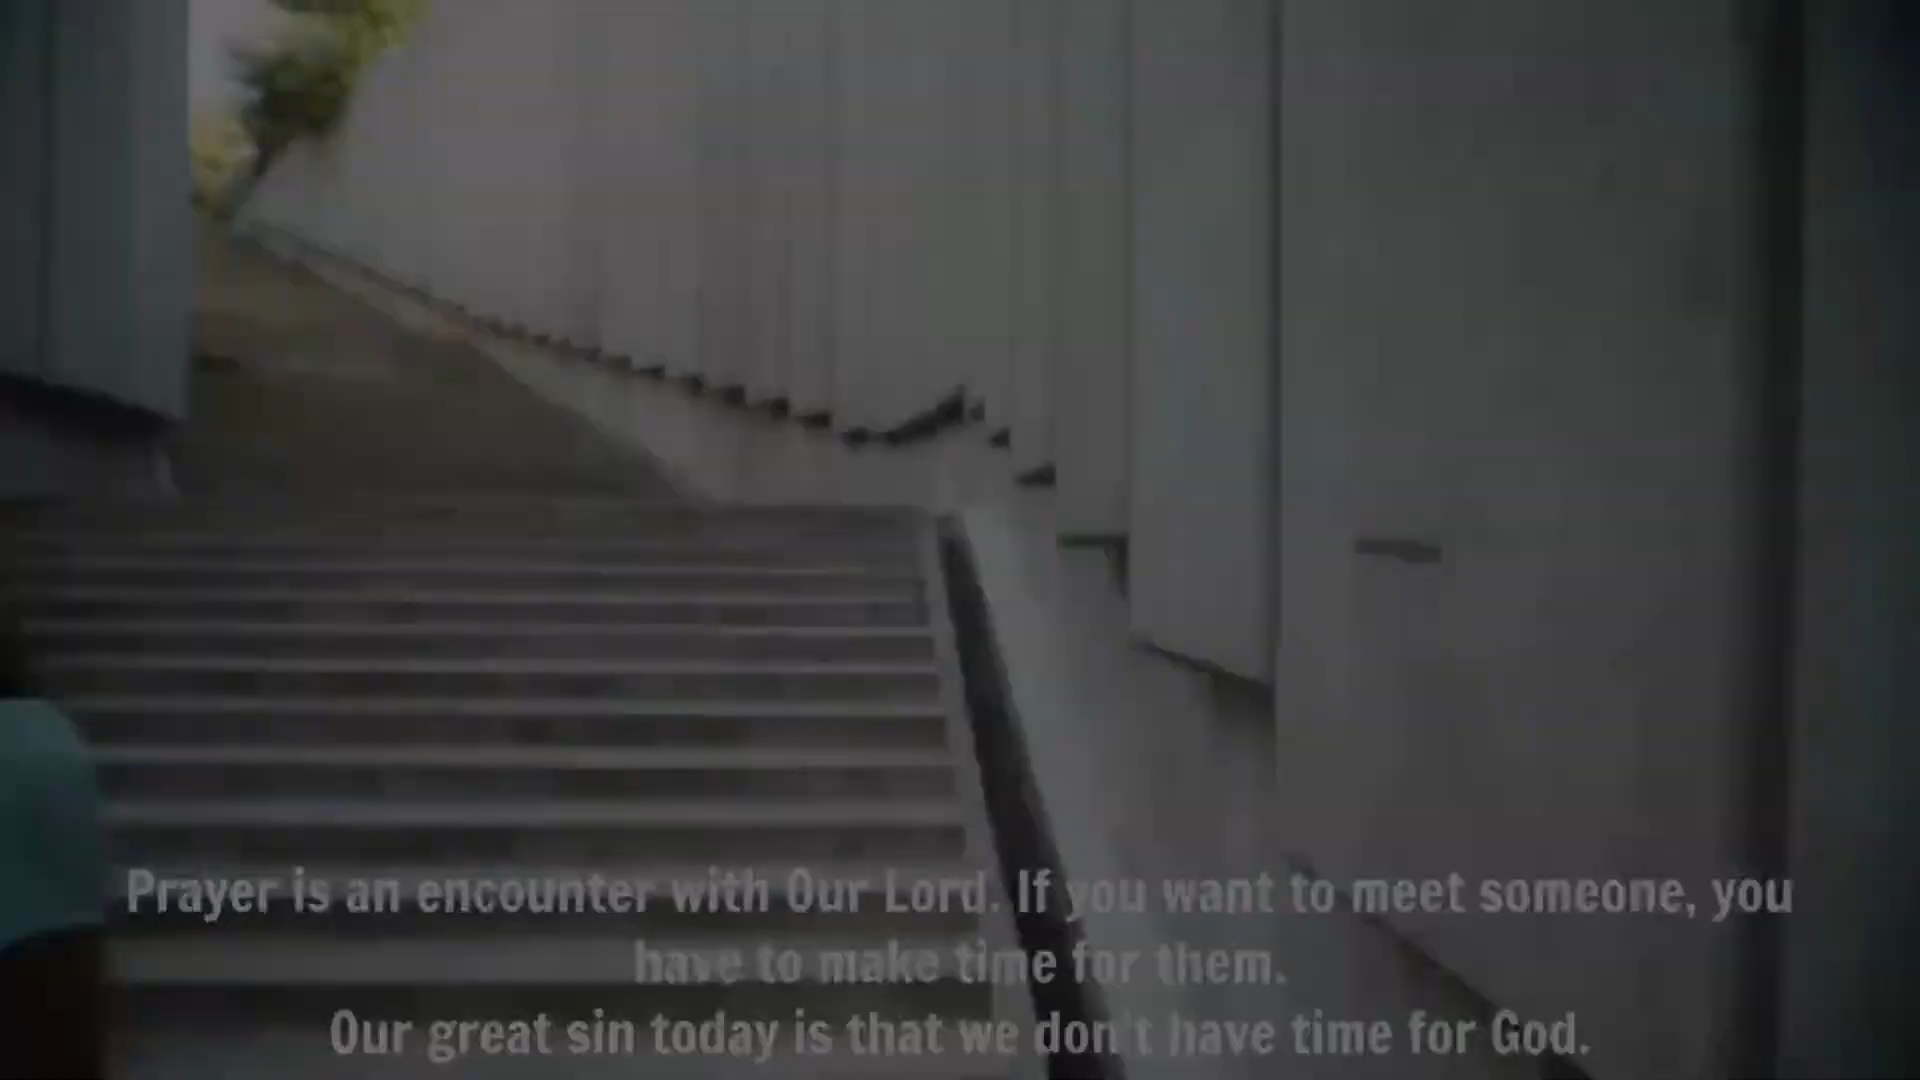 Prayer is an encounter with Our Lord. If you want to meet someone, you
have to make time for them.
Our great sin today is that we don't have time for God.